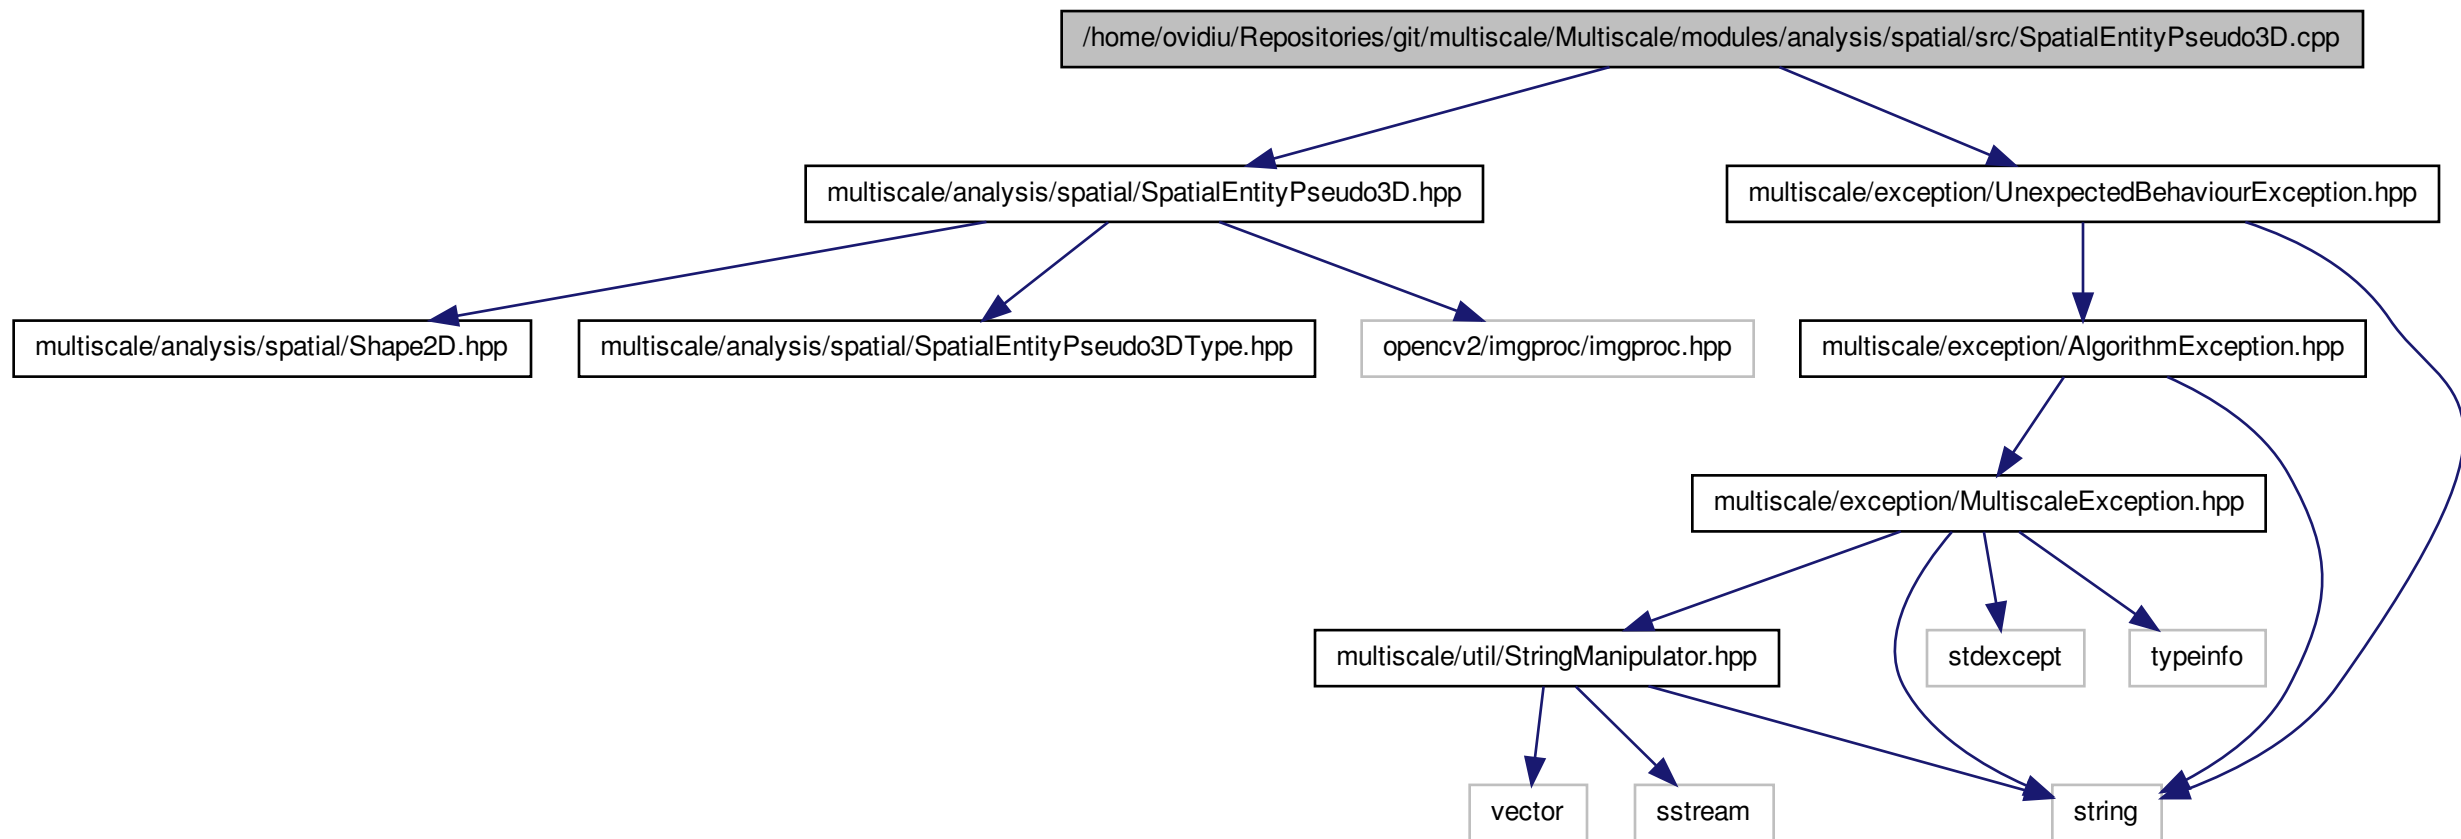 /home/ovidiu/Repositories/git/multiscale/Multiscale/modules/analysis/spatial/src/SpatialEntityPseudo3D.cpp
multiscale/analysis/spatial/SpatialEntityPseudo3D.hpp
multiscale/exception/UnexpectedBehaviourException.hpp
multiscale/analysis/spatial/Shape2D.hpp
multiscale/analysis/spatial/SpatialEntityPseudo3DType.hpp
opencv2/imgproc/imgproc.hpp
multiscale/exception/AlgorithmException.hpp
multiscale/exception/MultiscaleException.hpp
multiscale/util/StringManipulator.hpp
stdexcept
typeinfo
vector
sstream
string